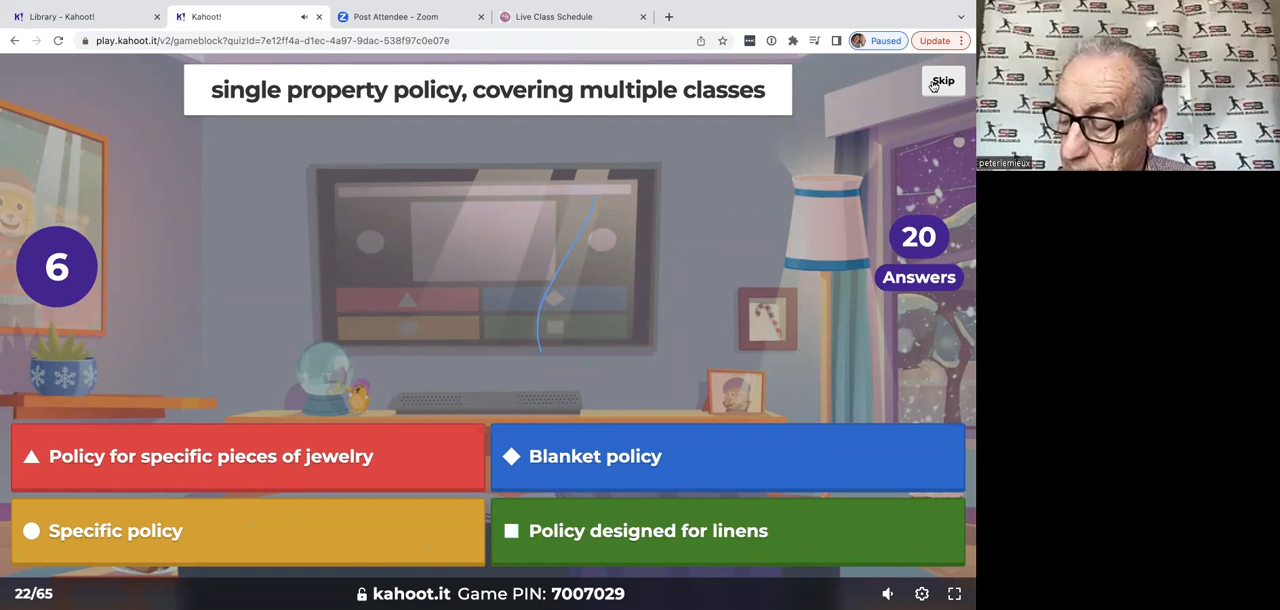 Library - Kahoot!
Kahoot!
Post Attendee - Zoom
Live Class Schedule
play.kahoot.it/v2/gameblock?quizId=7e12ff4a-d1ec-4a97-9dac-538f97c0e07e
Paused
Update
single property policy, covering multiple classes
Skip
peterlemieux
6
20
Answers
Policy for specific pieces of jewelry
Blanket policy
Specific policy
Policy designed for linens
22/65
kahoot.it Game PIN: 7007029